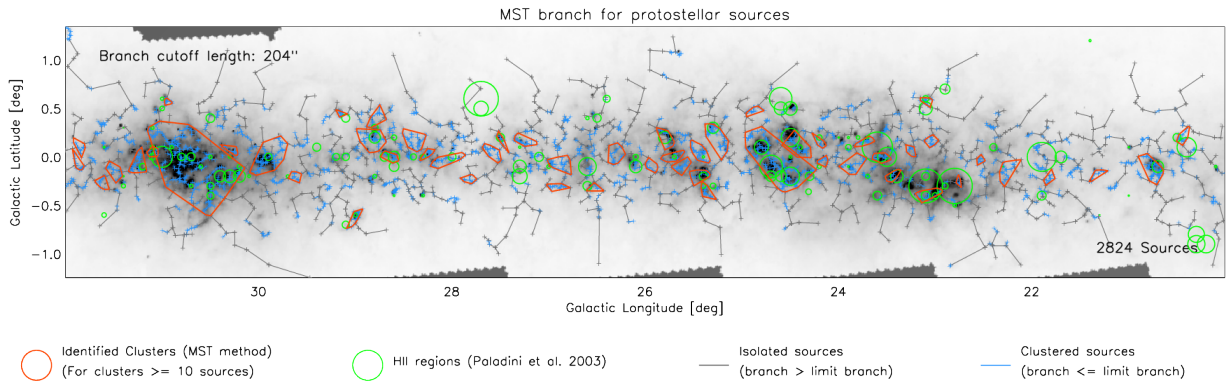 MST branch for protostellar sources
Branch cutoff length: 204"
1.0
0.5
0.0
−0.5
−1.0
Galactic Latitude [deg]
2824 Sources
30
28
26
24
22
Galactic Longitude [deg]
Identified Clusters (MST method)
(For clusters >= 10 sources)
HII regions (Paladini et al. 2003)
Isolated sources
(branch > limit branch)
Clustered sources
(branch <= limit branch)